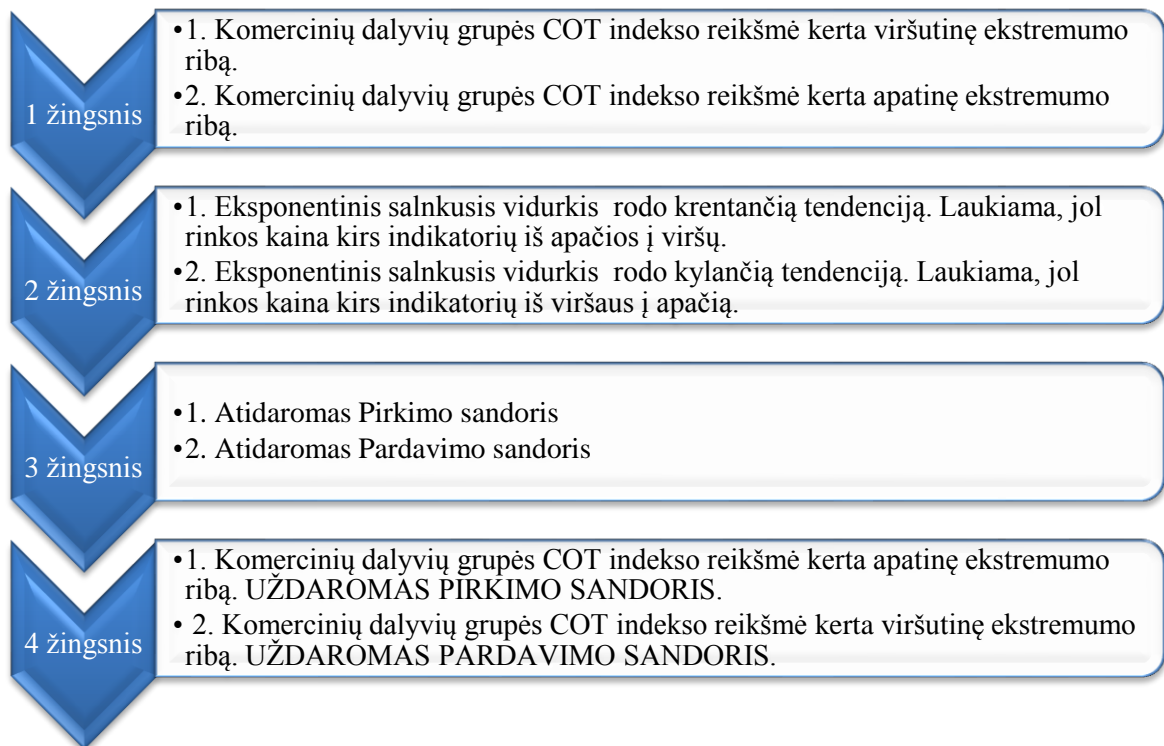 1 žingsnis
•1. Komercinių dalyvių grupės COT indekso reikšmė kerta viršutinę ekstremumo
ribą.
•2. Komercinių dalyvių grupės COT indekso reikšmė kerta apatinę ekstremumo
ribą.
2 žingsnis
•1. Eksponentinis salnkusis vidurkis rodo krentančią tendenciją. Laukiama, jol
rinkos kaina kirs indikatorių iš apačios į viršų.
•2. Eksponentinis salnkusis vidurkis rodo kylančią tendenciją. Laukiama, jol
rinkos kaina kirs indikatorių iš viršaus į apačią.
3 žingsnis
•1. Atidaromas Pirkimo sandoris
•2. Atidaromas Pardavimo sandoris
4 žingsnis
•1. Komercinių dalyvių grupės COT indekso reikšmė kerta apatinę ekstremumo
ribą. UŽDAROMAS PIRKIMO SANDORIS.
• 2. Komercinių dalyvių grupės COT indekso reikšmė kerta viršutinę ekstremumo
ribą. UŽDAROMAS PARDAVIMO SANDORIS.